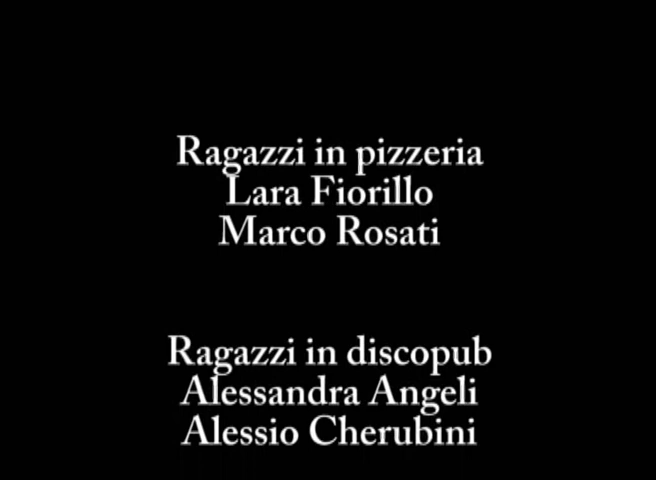 Ragazzi in pizzeria
Lara Fiorillo
Marco Rosati
Ragazzi in discopub
Alessandra Angeli
Alessio Cherubini